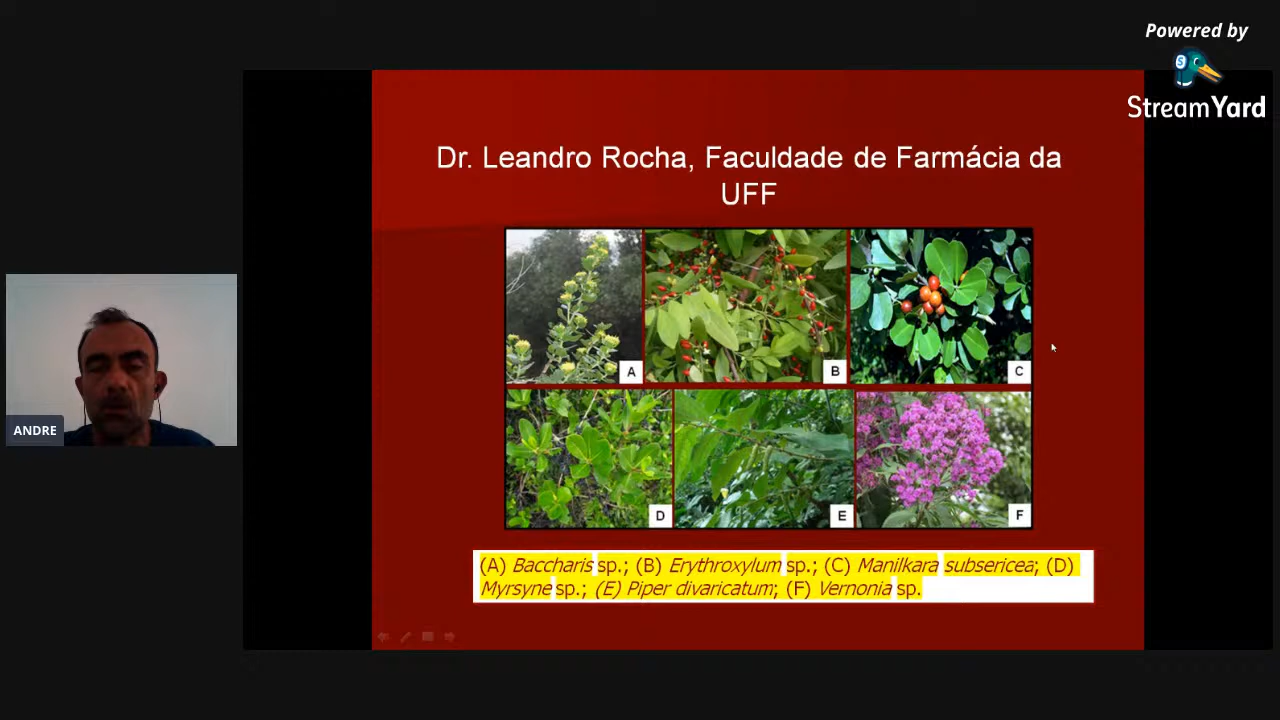 Powered by
StreamYard
Dr. Leandro Rocha, Faculdade de Farmácia da
UFF
A
B
C
D
E
F
(A) Baccharis sp.; (B) Erythroxylum sp.; (C) Manilkara subsericea; (D)
Myrsyne sp.; (E) Piper divaricatum; (F) Vernonia sp.
ANDRE